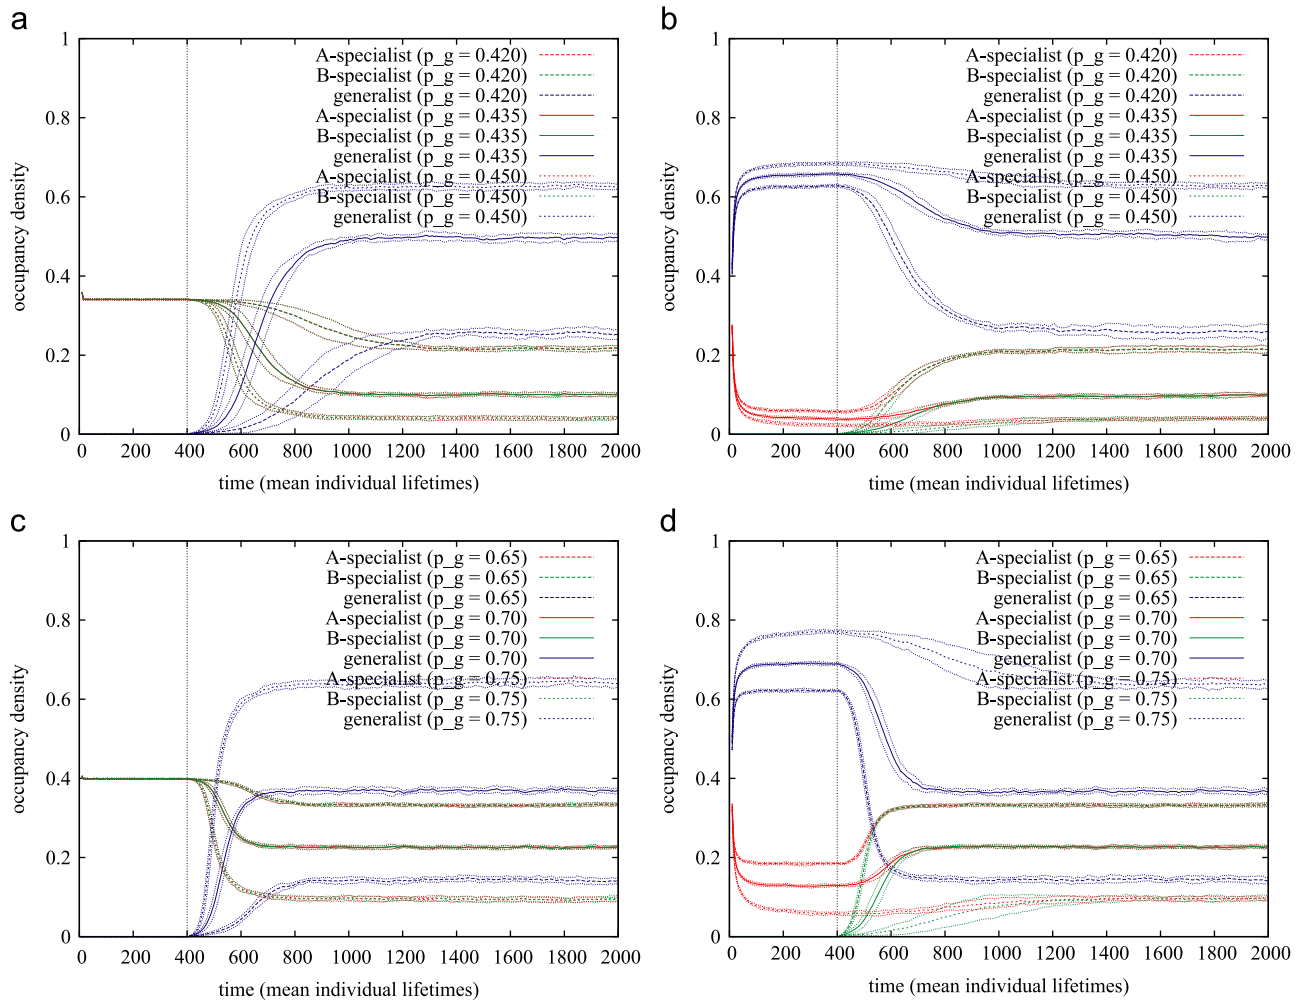 a
1
0.8
0.6
0.4
0.2
0
occupancy density
A-specialist (p_g = 0.420)
B-specialist (p_g = 0.420)
generalist (p_g = 0.420)
A-specialist (p_g = 0.435)
B-specialist (p_g = 0.435)
generalist (p_g = 0.435)
A-specialist (p_g = 0.450)
B-specialist (p_g = 0.450)
generalist (p_g = 0.450)
0 200 400 600 800 1000 1200 1400 1600 1800 2000
time (mean individual lifetimes)
b
1
0.8
0.6
0.4
0.2
0
occupancy density
A-specialist (p_g = 0.420)
B-specialist (p_g = 0.420)
generalist (p_g = 0.420)
A-specialist (p_g = 0.435)
B-specialist (p_g = 0.435)
generalist (p_g = 0.435)
A-specialist (p_g = 0.450)
B-specialist (p_g = 0.450)
generalist (p_g = 0.450)
0 200 400 600 800 1000 1200 1400 1600 1800 2000
time (mean individual lifetimes)
c
1
0.8
0.6
0.4
0.2
0
occupancy density
A-specialist (p_g = 0.65)
B-specialist (p_g = 0.65)
generalist (p_g = 0.65)
A-specialist (p_g = 0.70)
B-specialist (p_g = 0.70)
generalist (p_g = 0.70)
A-specialist (p_g = 0.75)
B-specialist (p_g = 0.75)
generalist (p_g = 0.75)
0 200 400 600 800 1000 1200 1400 1600 1800 2000
time (mean individual lifetimes)
d
1
0.8
0.6
0.4
0.2
0
occupancy density
A-specialist (p_g = 0.65)
B-specialist (p_g = 0.65)
generalist (p_g = 0.65)
A-specialist (p_g = 0.70)
B-specialist (p_g = 0.70)
generalist (p_g = 0.70)
A-specialist (p_g = 0.75)
B-specialist (p_g = 0.75)
generalist (p_g = 0.75)
0 200 400 600 800 1000 1200 1400 1600 1800 2000
time (mean individual lifetimes)